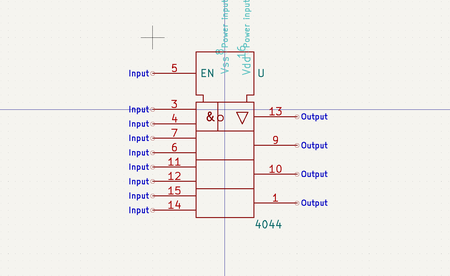 Power input
Power input
Vss
8
Vdd
16
Input 5 EN U
Input 3
& 13 Output
Input 4
Input 7
9 Output
Input 6
Input 11
10 Output
Input 12
Input 15
1 Output
Input 14
4044